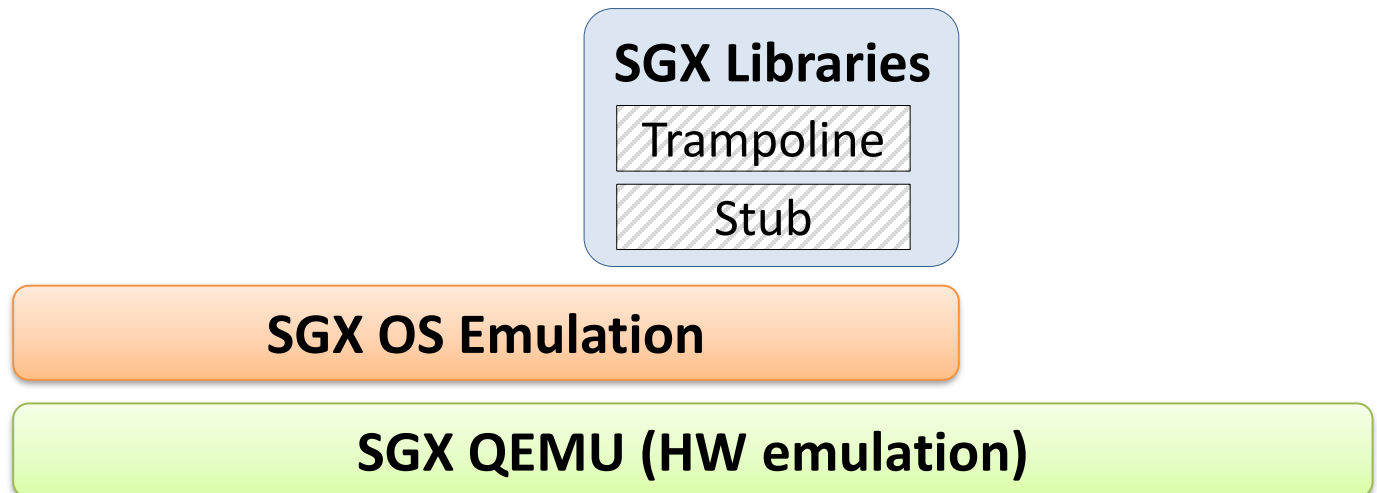 SGX Libraries
Trampoline
Stub
SGX OS Emulation
SGX QEMU (HW emulation)